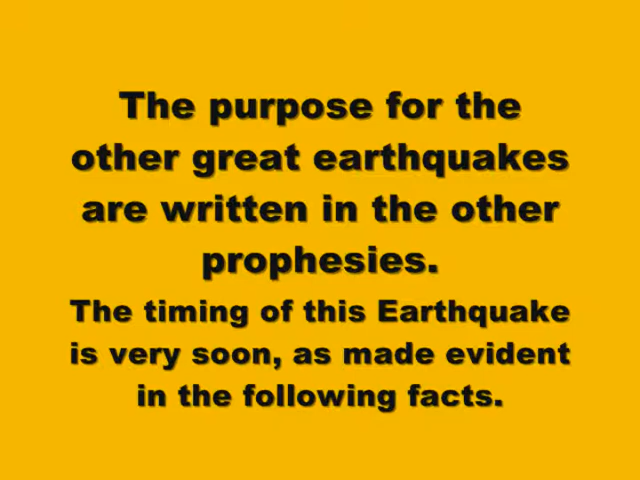 The purpose for the
other great earthquakes
are written in the other
prophesies.
The timing of this Earthquake
is very soon, as made evident
in the following facts.